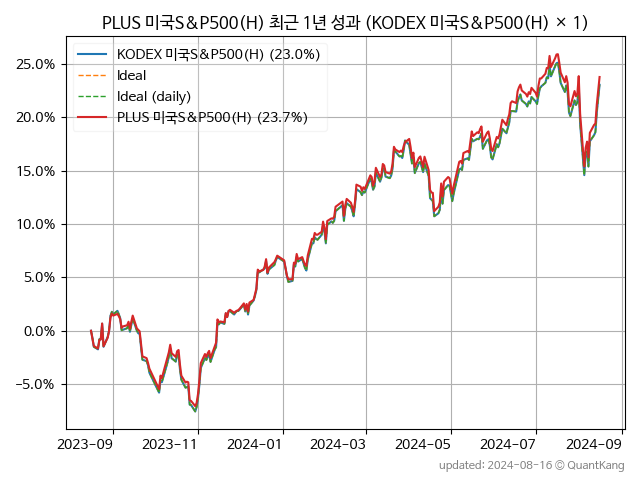 PLUS 미국S&P500(H) 최근 1년 성과 (KODEX 미국S&P500(H) × 1)
KODEX 미국S&P500(H) (23.0%)
Ideal
Ideal (daily)
PLUS 미국S&P500(H) (23.7%)
25.0%
20.0%
15.0%
10.0%
5.0%
0.0%
−5.0%
2023-09 2023-11 2024-01 2024-03 2024-05 2024-07 2024-09
updated: 2024-08-16 © QuantKang